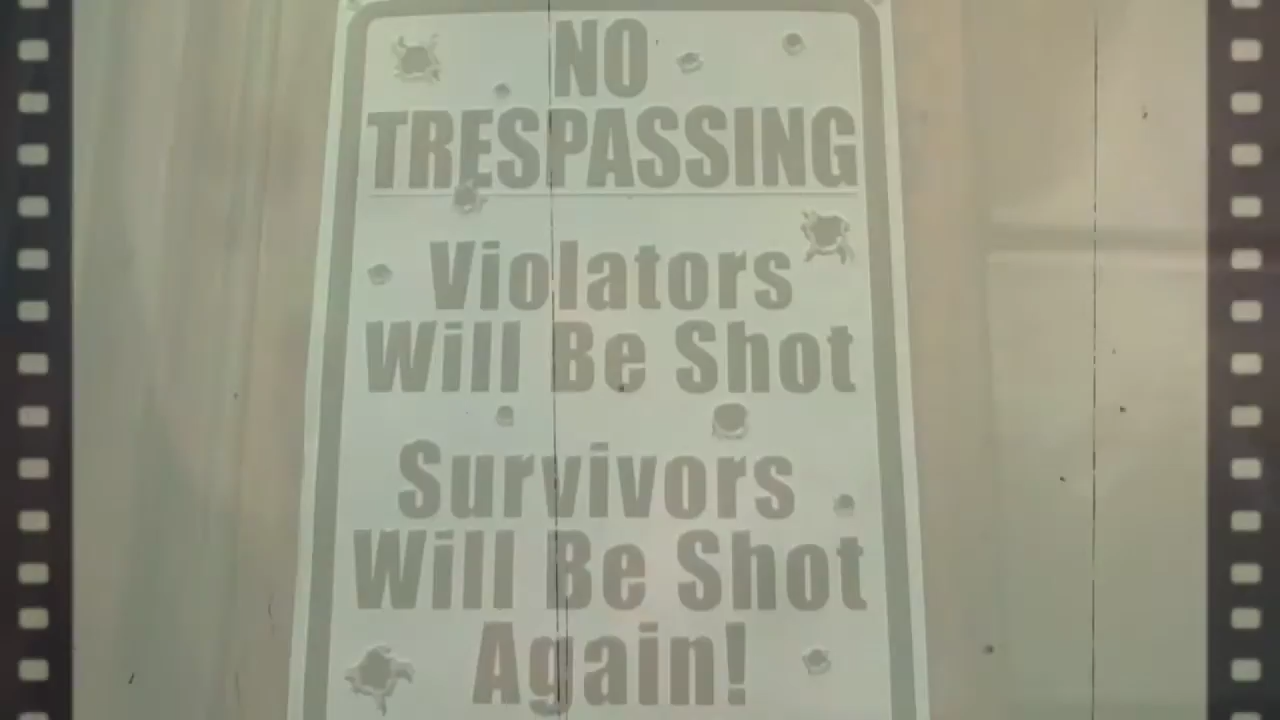 NO
TRESPASSING
Violators
Will Be Shot
Survivors
Will Be Shot
Again!